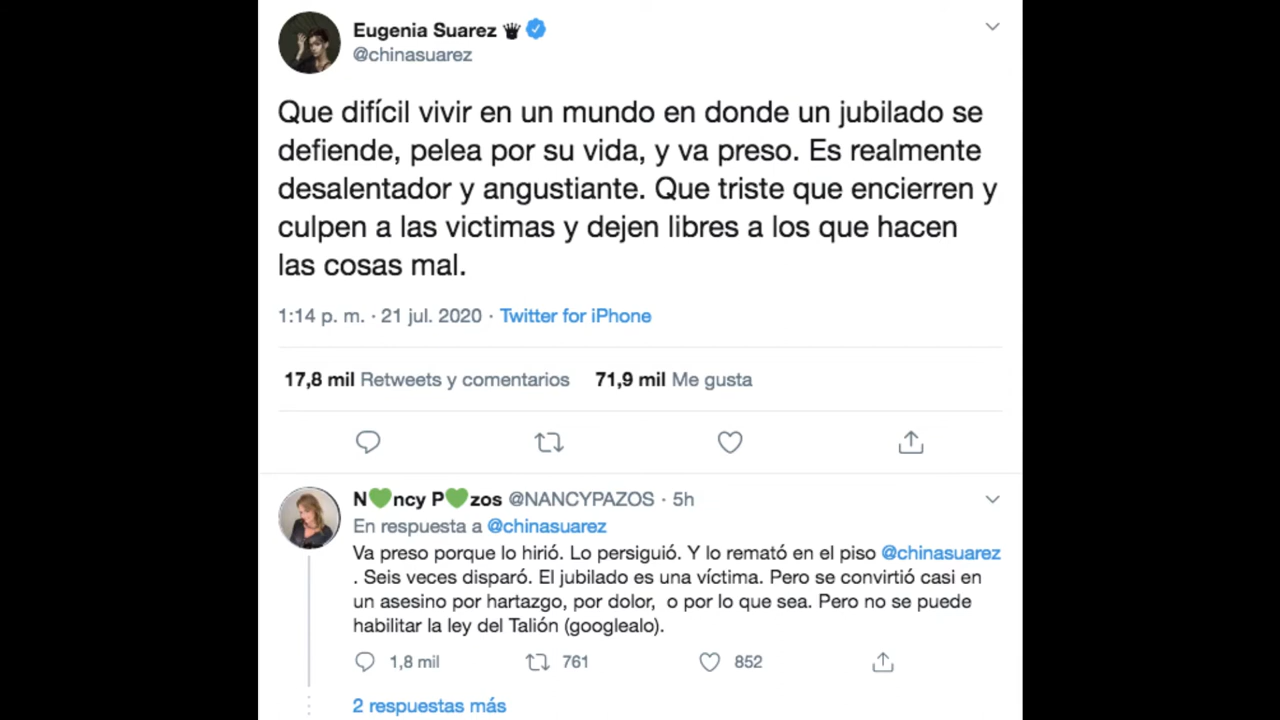 Eugenia Suarez
@chinasuarez
Que difícil vivir en un mundo en donde un jubilado se
defiende, pelea por su vida, y va preso. Es realmente
desalentador y angustiante. Que triste que encierren y
culpen a las victimas y dejen libres a los que hacen
las cosas mal.
1:14 p. m. · 21 jul. 2020 · Twitter for iPhone
17,8 mil Retweets y comentarios 71,9 mil Me gusta
N💚ncy P💚zos @NANCYPAZOS · 5h
En respuesta a @chinasuarez
Va preso porque lo hirió. Lo persiguió. Y lo remató en el piso @chinasuarez
. Seis veces disparó. El jubilado es una víctima. Pero se convirtió casi en
un asesino por hartazgo, por dolor, o por lo que sea. Pero no se puede
habilitar la ley del Talión (googlealo).
1,8 mil 761 852
2 respuestas más